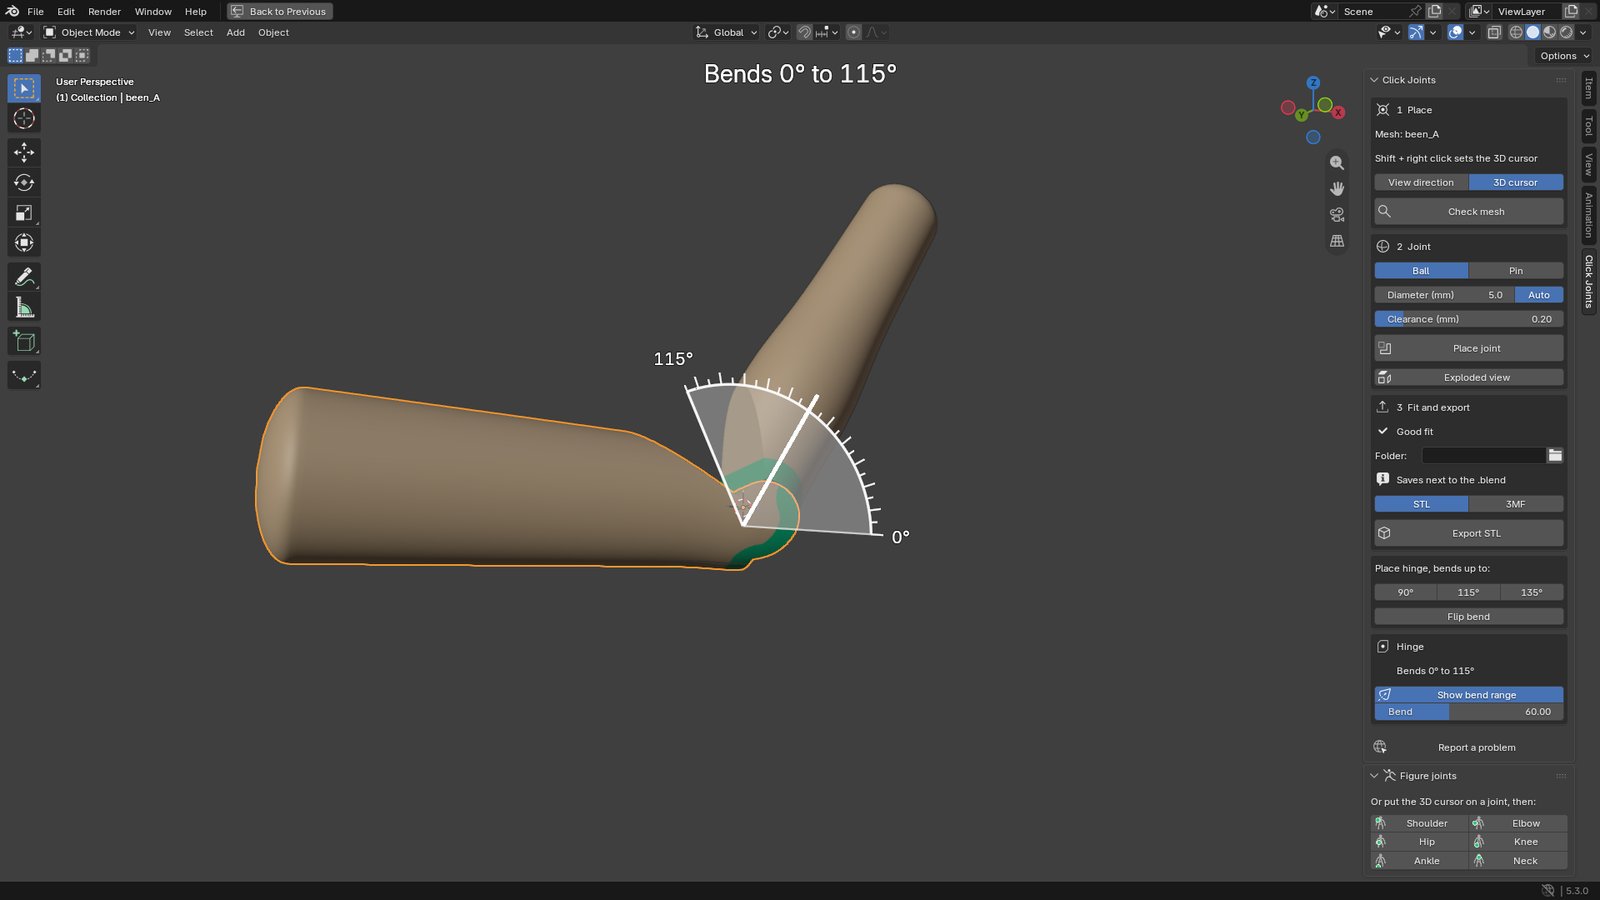 File Edit Render Window Help Back to Previous Scene ViewLayer
Object Mode View Select Add Object Global
Options
User Perspective
(1) Collection | been_A
Bends 0° to 115°
115°
0°
Z
Y
X
Click Joints
1 Place
Mesh: been_A
Shift + right click sets the 3D cursor
View direction 3D cursor
Check mesh
2 Joint
Ball Pin
Diameter (mm) 5.0 Auto
Clearance (mm) 0.20
Place joint
Exploded view
3 Fit and export
Good fit
Folder:
Saves next to the .blend
STL 3MF
Export STL
Place hinge, bends up to:
90° 115° 135°
Flip bend
Hinge
Bends 0° to 115°
Show bend range
Bend 60.00
Report a problem
Figure joints
Or put the 3D cursor on a joint, then:
Shoulder Elbow
Hip Knee
Ankle Neck
Item
Tool
View
Animation
Click Joints
5.3.0